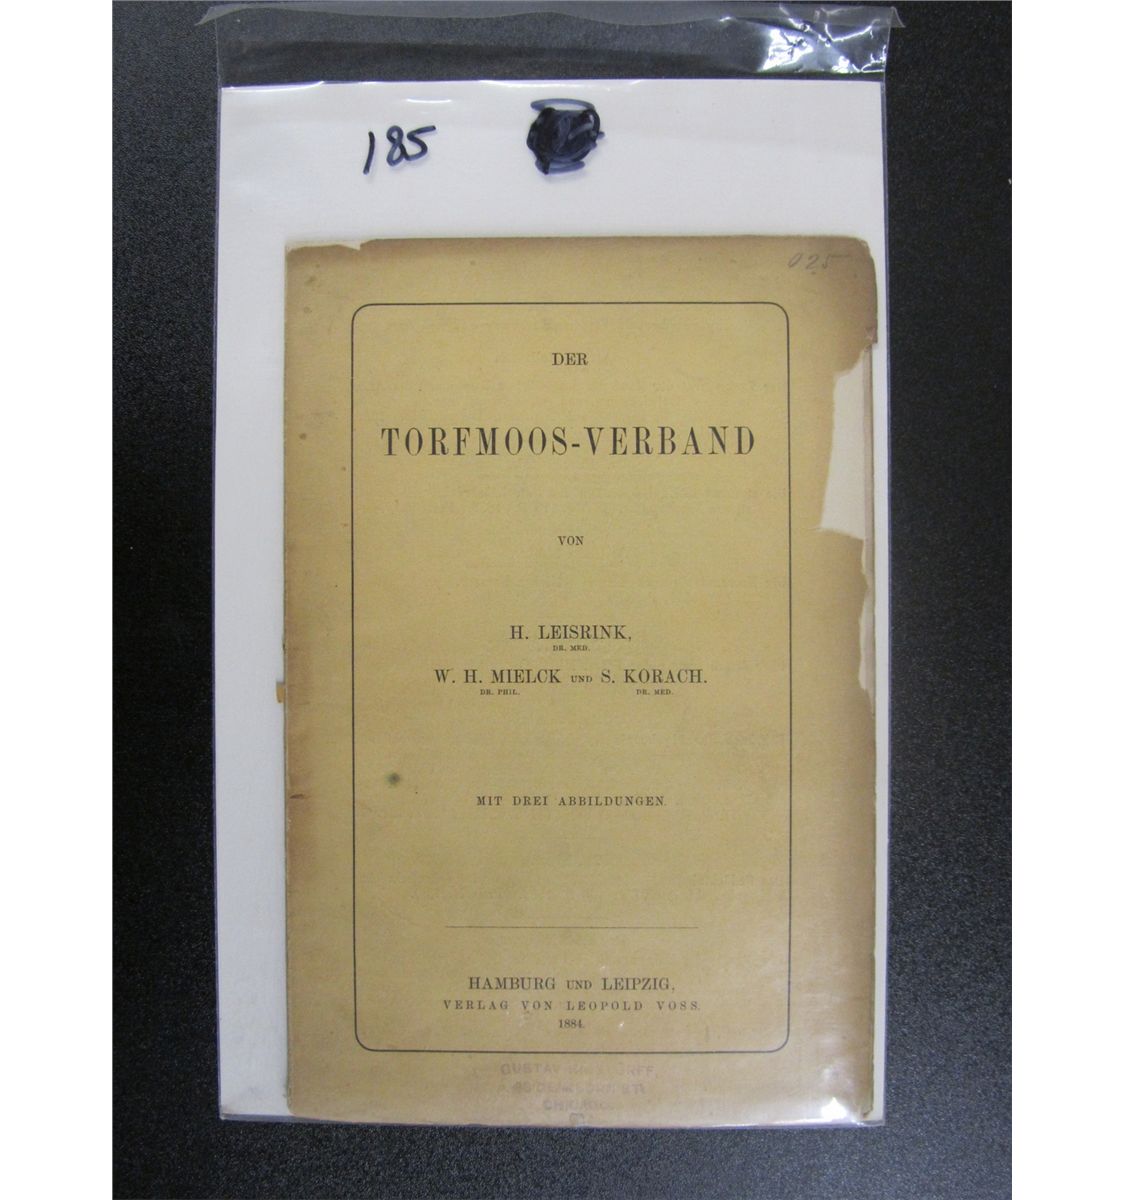 185
025
DER
TORFMOOS-VERBAND
VON
H. LEISRINK,
DR. MED.
W. H. MIELCK UND S. KORACH.
DR. PHIL. DR. MED.
MIT DREI ABBILDUNGEN.
HAMBURG UND LEIPZIG,
VERLAG VON LEOPOLD VOSS.
1884.
GUSTAV
CHICAGO